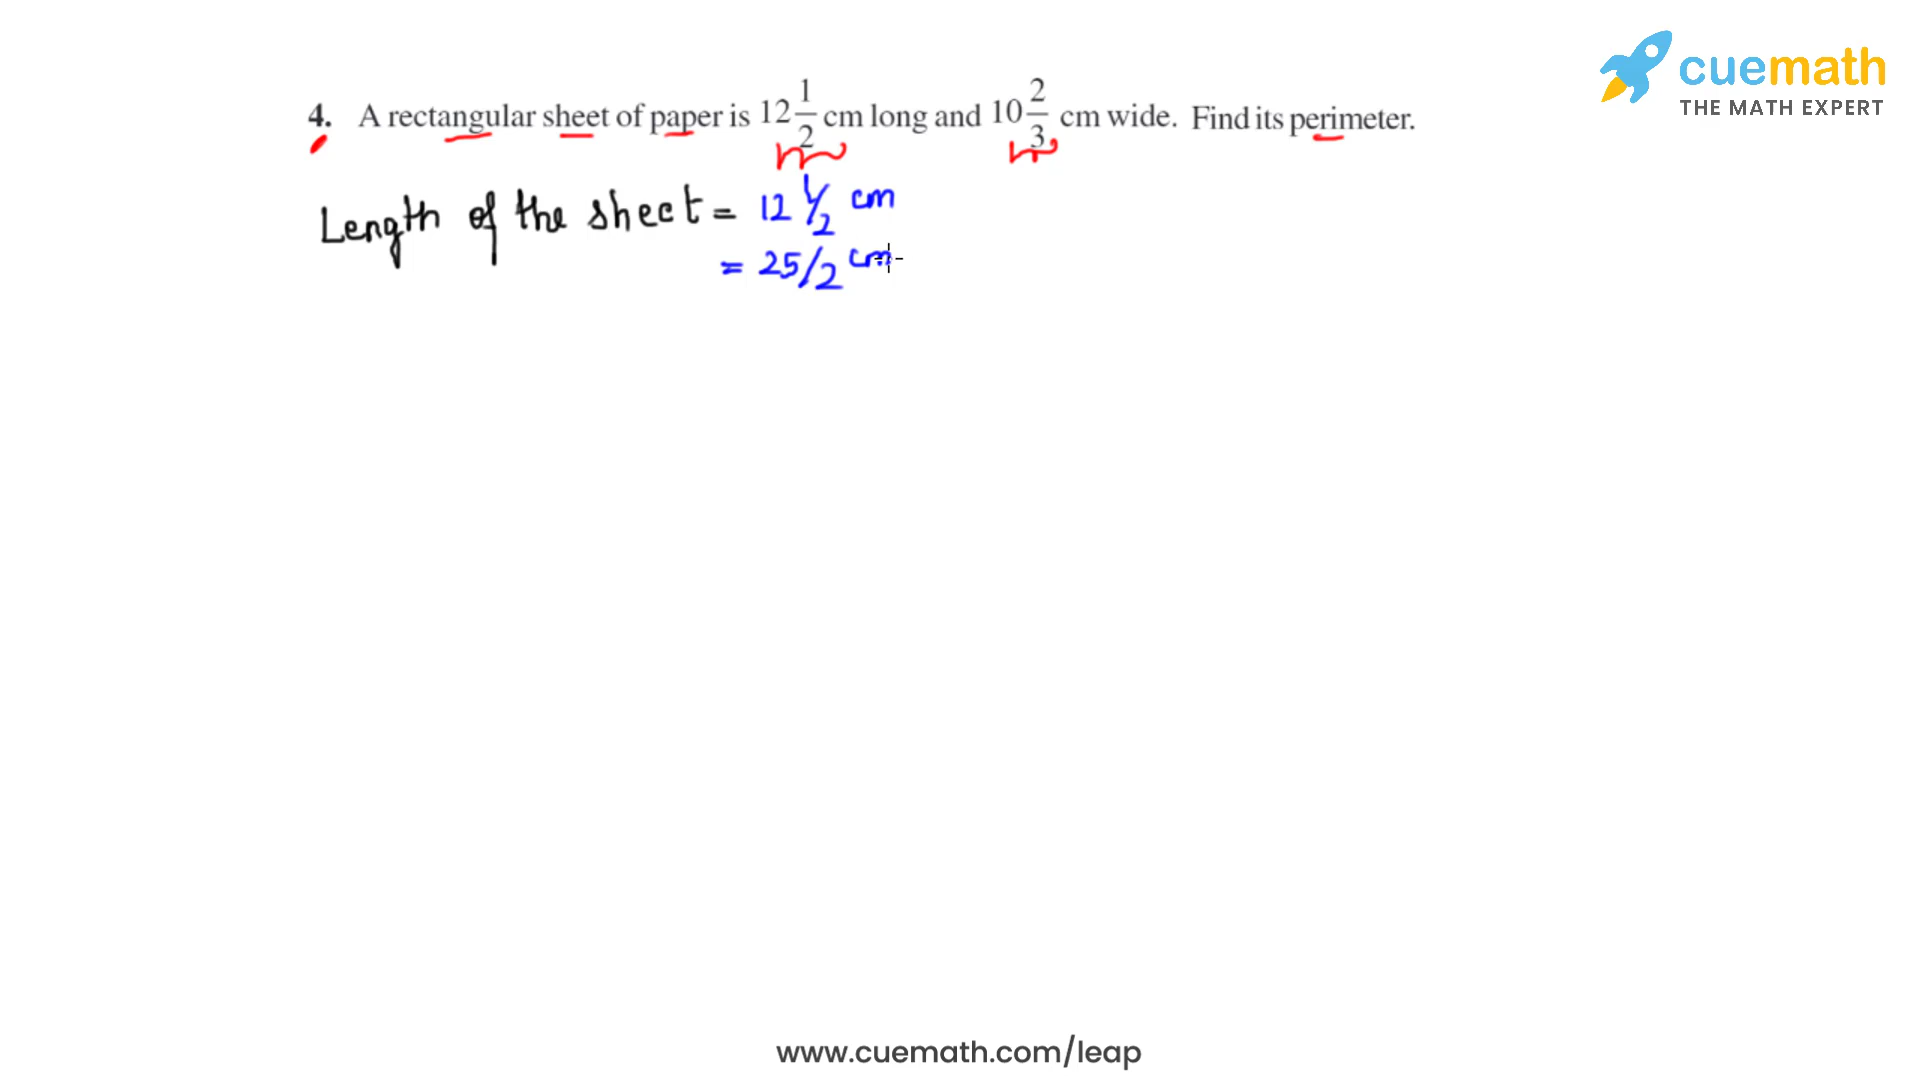 cuemath
THE MATH EXPERT
4. A rectangular sheet of paper is 12 1/2 cm long and 10 2/3 cm wide. Find its perimeter.
Length of the sheet = 12 1/2 cm
= 25/2 cm
www.cuemath.com/leap